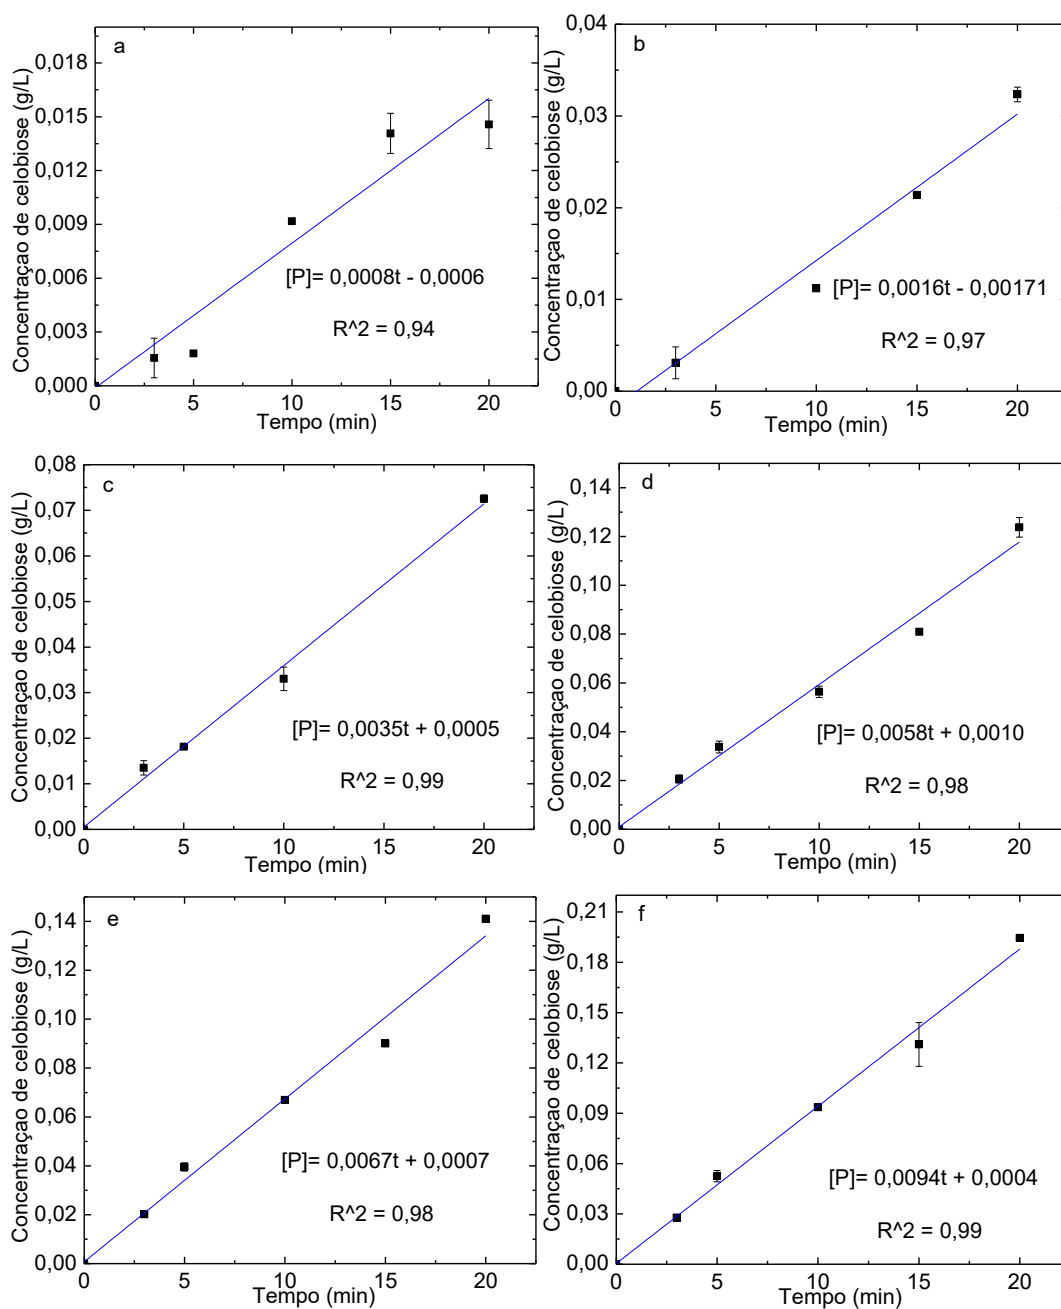 a
Concentraçao de celobiose (g/L)
0,018
0,015
0,012
0,009
0,006
0,003
0,000
[P]= 0,0008t - 0,0006
R^2 = 0,94
0 5 10 15 20
Tempo (min)
b
Concentraçao de celobiose (g/L)
0,04
0,03
0,02
0,01
0,00
[P]= 0,0016t - 0,00171
R^2 = 0,97
0 5 10 15 20
Tempo (min)
c
Concentraçao de celobiose (g/L)
0,08
0,07
0,06
0,05
0,04
0,03
0,02
0,01
0,00
[P]= 0,0035t + 0,0005
R^2 = 0,99
0 5 10 15 20
Tempo (min)
d
Concentraçao de celobiose (g/L)
0,14
0,12
0,10
0,08
0,06
0,04
0,02
0,00
[P]= 0,0058t + 0,0010
R^2 = 0,98
0 5 10 15 20
Tempo (min)
e
Concentraçao de celobiose (g/L)
0,14
0,12
0,10
0,08
0,06
0,04
0,02
0,00
[P]= 0,0067t + 0,0007
R^2 = 0,98
0 5 10 15 20
Tempo (min)
f
Concentraçao de celobiose (g/L)
0,21
0,18
0,15
0,12
0,09
0,06
0,03
0,00
[P]= 0,0094t + 0,0004
R^2 = 0,99
0 5 10 15 20
Tempo (min)